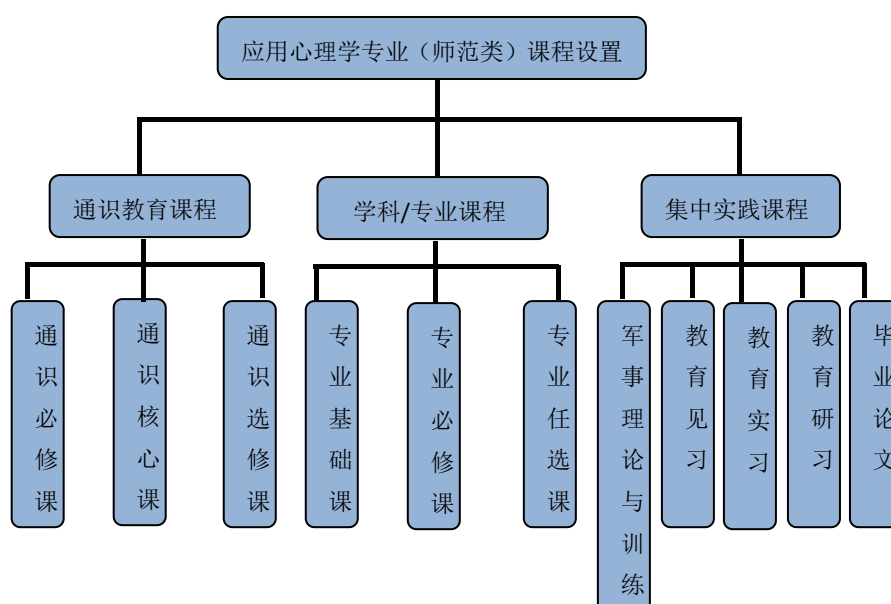 应用心理学专业（师范类）课程设置
通识教育课程
学科/专业课程
集中实践课程
通识必修课
通识核心课
通识选修课
专业基础课
专业必修课
专业任选课
军事理论与训练
教育见习
教育实习
教育研习
毕业论文